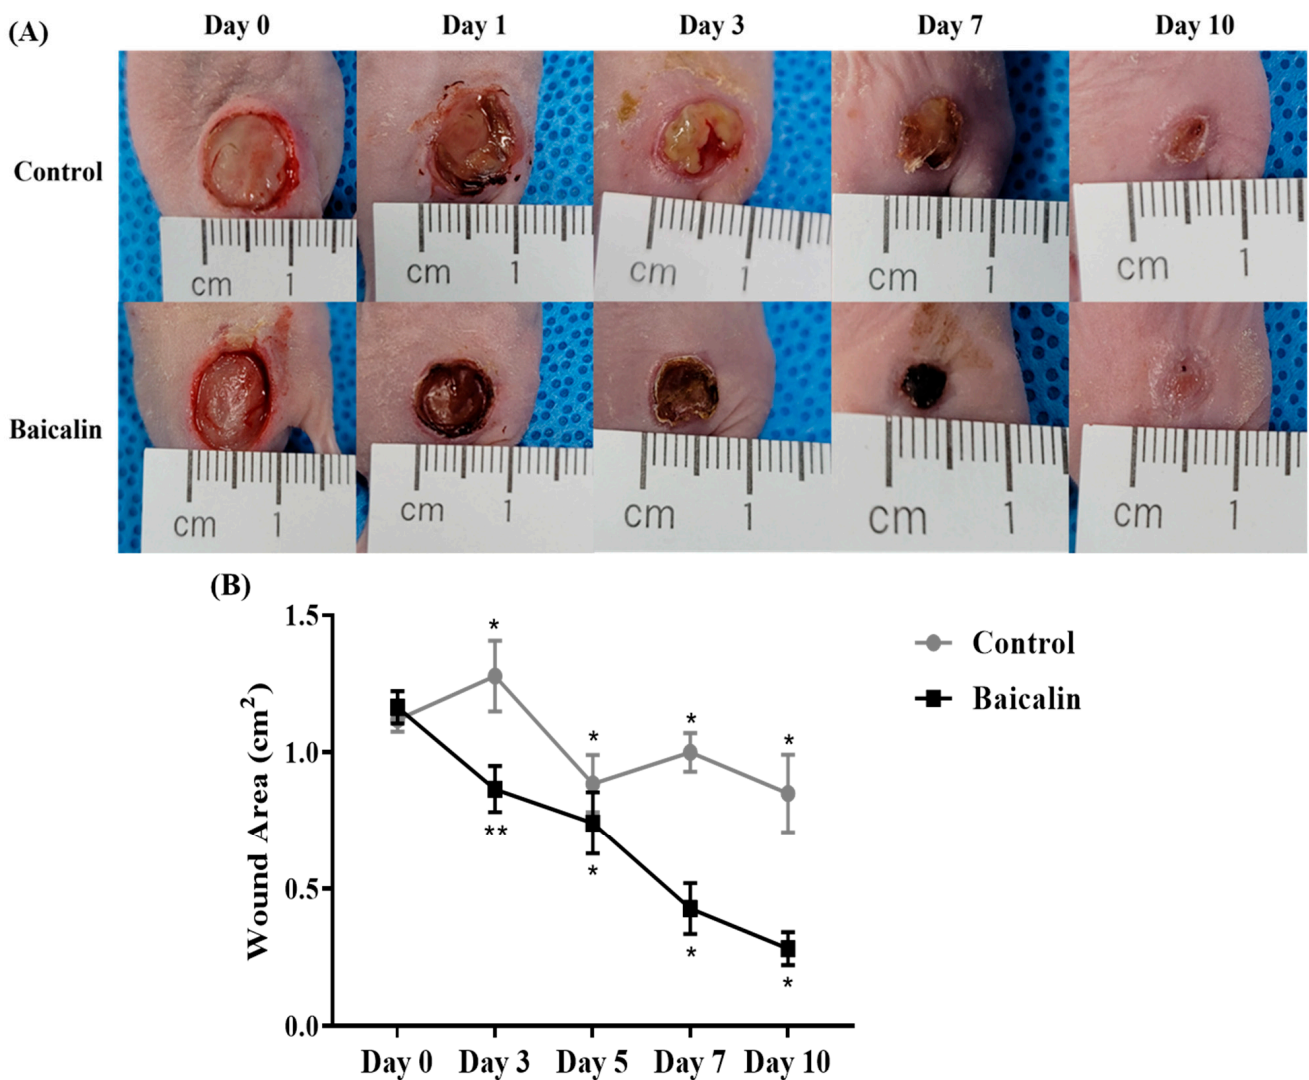 (A) Day 0 Day 1 Day 3 Day 7 Day 10
Control
cm 1 cm 1 cm 1 cm 1 cm 1
Baicalin
cm 1 cm 1 cm 1 cm 1 cm 1
(B)
Wound Area (cm²)
1.5
1.0
0.5
0.0
* * * * *
** * * *
Day 0 Day 3 Day 5 Day 7 Day 10
Control
Baicalin